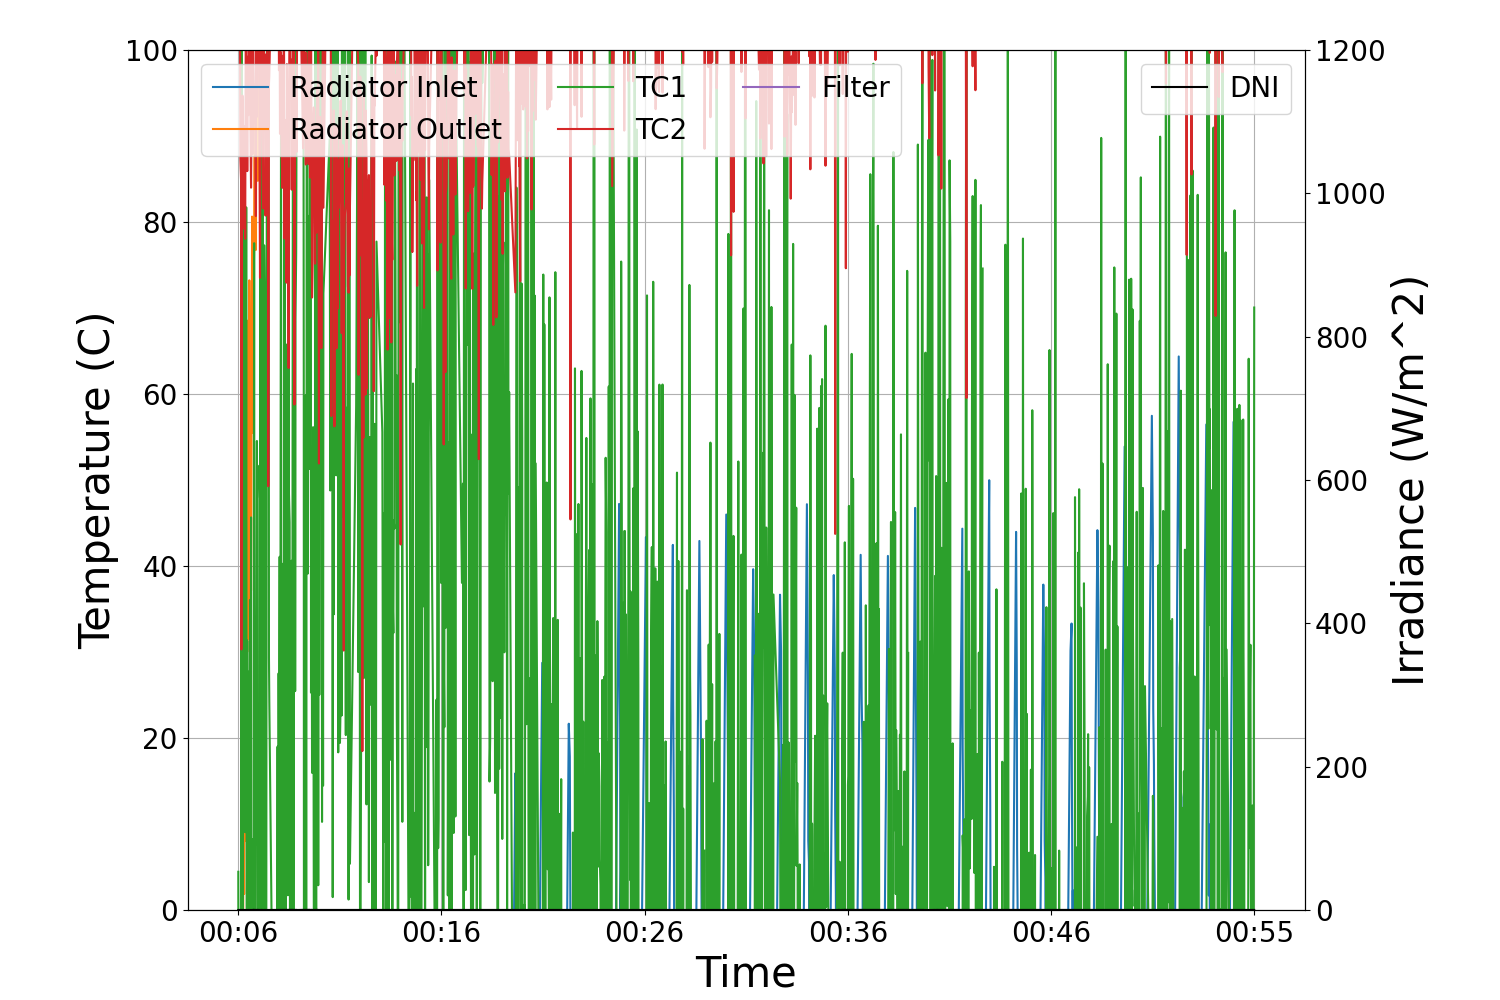 Radiator Inlet
Radiator Outlet
TC1
TC2
Filter
DNI
Temperature (C)
100
80
60
40
20
0
1200
1000
800
600
400
200
0
Irradiance (W/m^2)
00:06 00:16 00:26 00:36 00:46 00:55
Time